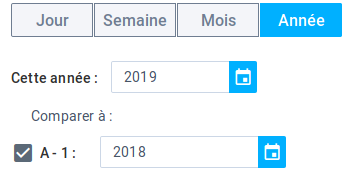 Jour Semaine Mois Année
Cette année : 2019
Comparer à :
A - 1 : 2018